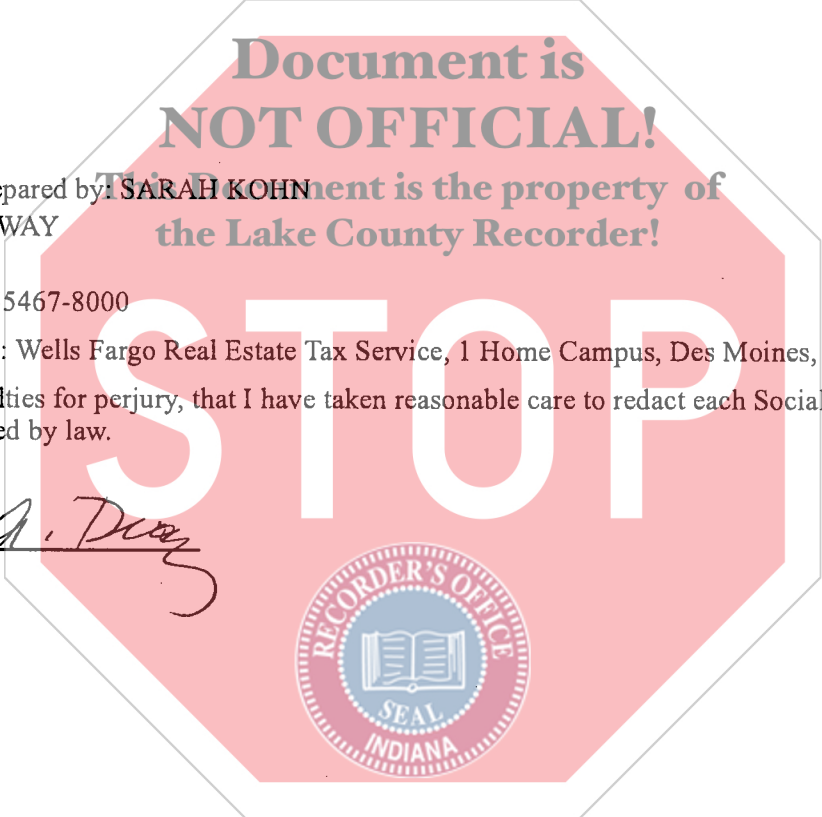 Document is
NOT OFFICIAL!
This Document is the property of
the Lake County Recorder!
epared by: SARAH KOHN
WAY
5467-8000
: Wells Fargo Real Estate Tax Service, 1 Home Campus, Des Moines,
lties for perjury, that I have taken reasonable care to redact each Social
ed by law.
STOP
RECORDER'S OFFICE
SEAL
INDIANA